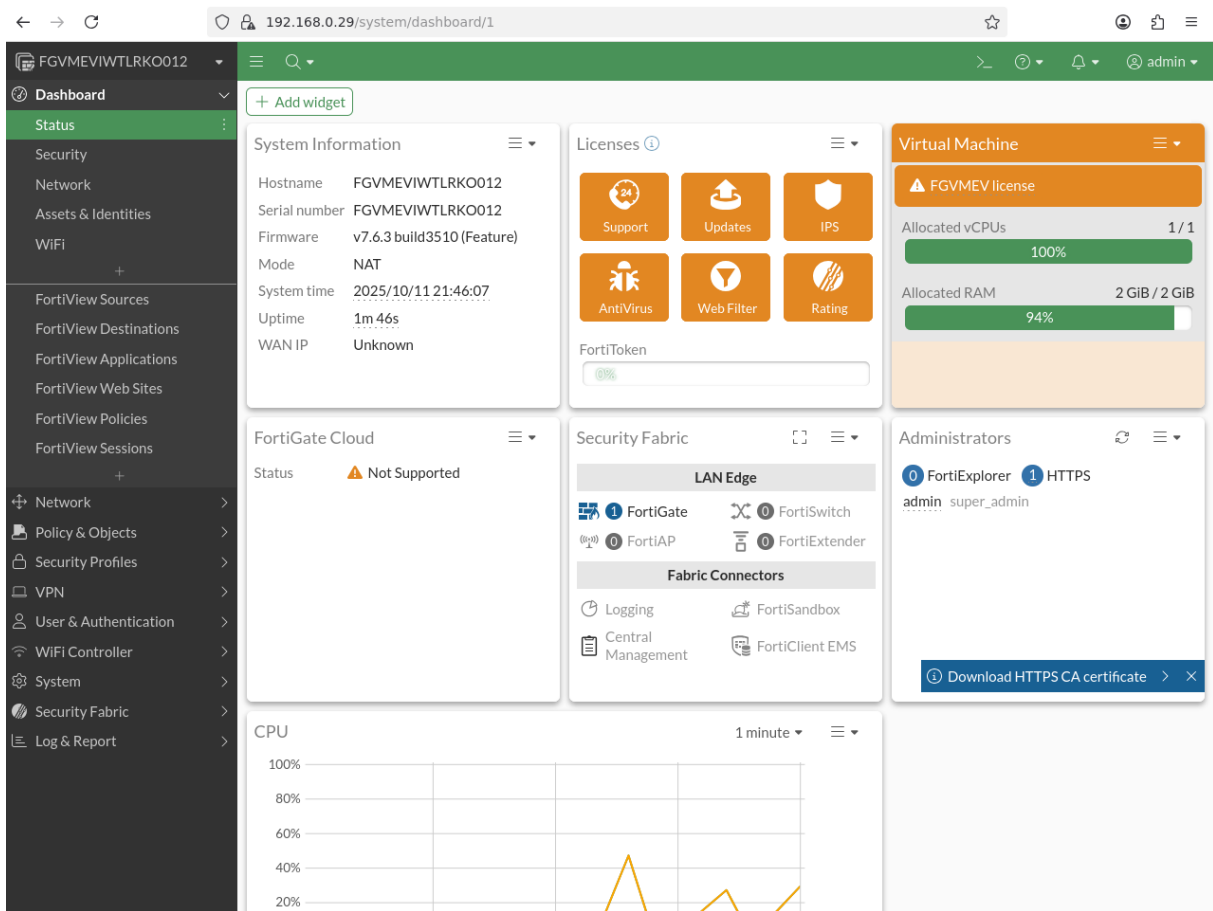 192.168.0.29/system/dashboard/1
FGVMEVIWTLRKO012
>_
admin
Dashboard
Status
Security
Network
Assets & Identities
WiFi
+
FortiView Sources
FortiView Destinations
FortiView Applications
FortiView Web Sites
FortiView Policies
FortiView Sessions
+
Network
Policy & Objects
Security Profiles
VPN
User & Authentication
WiFi Controller
System
Security Fabric
Log & Report
+ Add widget
System Information
Hostname FGVMEVIWTLRKO012
Serial number FGVMEVIWTLRKO012
Firmware v7.6.3 build3510 (Feature)
Mode NAT
System time 2025/10/11 21:46:07
Uptime 1m 46s
WAN IP Unknown
Licenses
24
Support Updates IPS
AntiVirus Web Filter Rating
FortiToken
0%
Virtual Machine
FGVMEV license
Allocated vCPUs 1 / 1
100%
Allocated RAM 2 GiB / 2 GiB
94%
FortiGate Cloud
Status Not Supported
Security Fabric
LAN Edge
1 FortiGate 0 FortiSwitch
0 FortiAP 0 FortiExtender
Fabric Connectors
Logging FortiSandbox
Central Management FortiClient EMS
Administrators
0 FortiExplorer 1 HTTPS
admin super_admin
Download HTTPS CA certificate
CPU
1 minute
100%
80%
60%
40%
20%